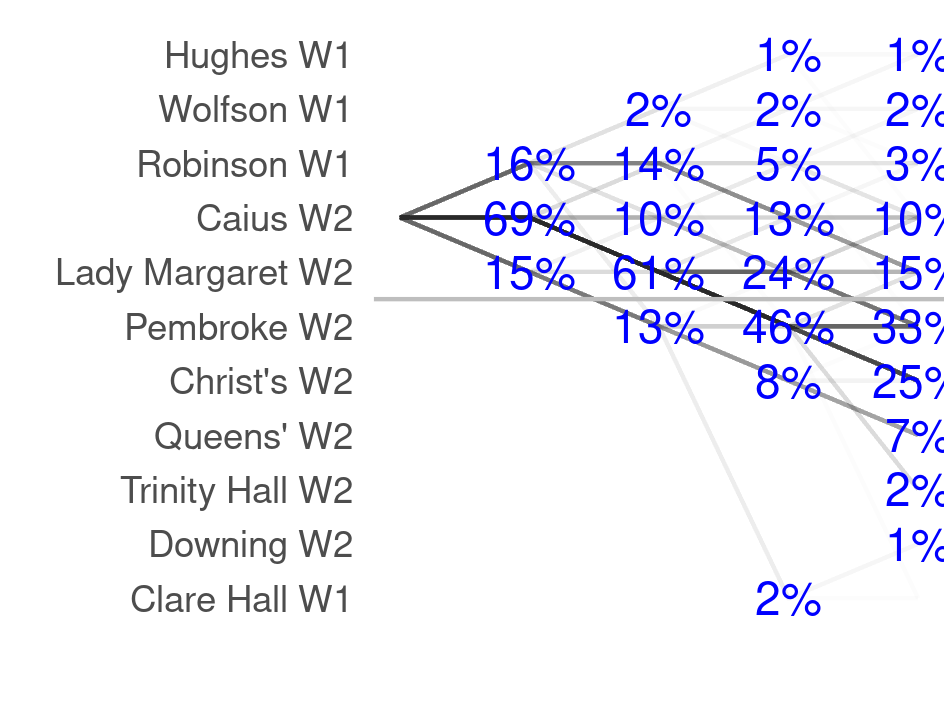 Hughes W1 1% 1%
Wolfson W1 2% 2% 2%
Robinson W1 16% 14% 5% 3%
Caius W2 69% 10% 13% 10%
Lady Margaret W2 15% 61% 24% 15%
Pembroke W2 13% 46% 33%
Christ's W2 8% 25%
Queens' W2 7%
Trinity Hall W2 2%
Downing W2 1%
Clare Hall W1 2%